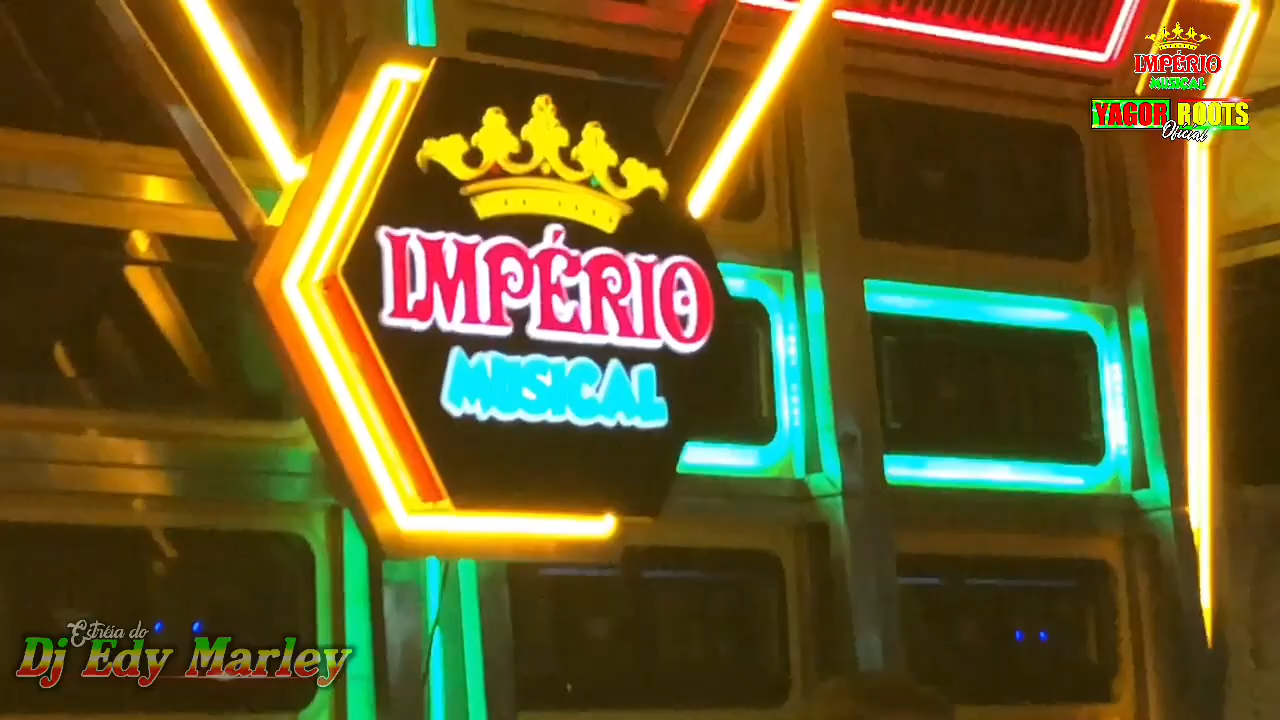 IMPÉRIO
MUSICAL
IMPÉRIO
MUSICAL
YAGOR ROOTS
Oficial
Estréia do
Dj Edy Marley